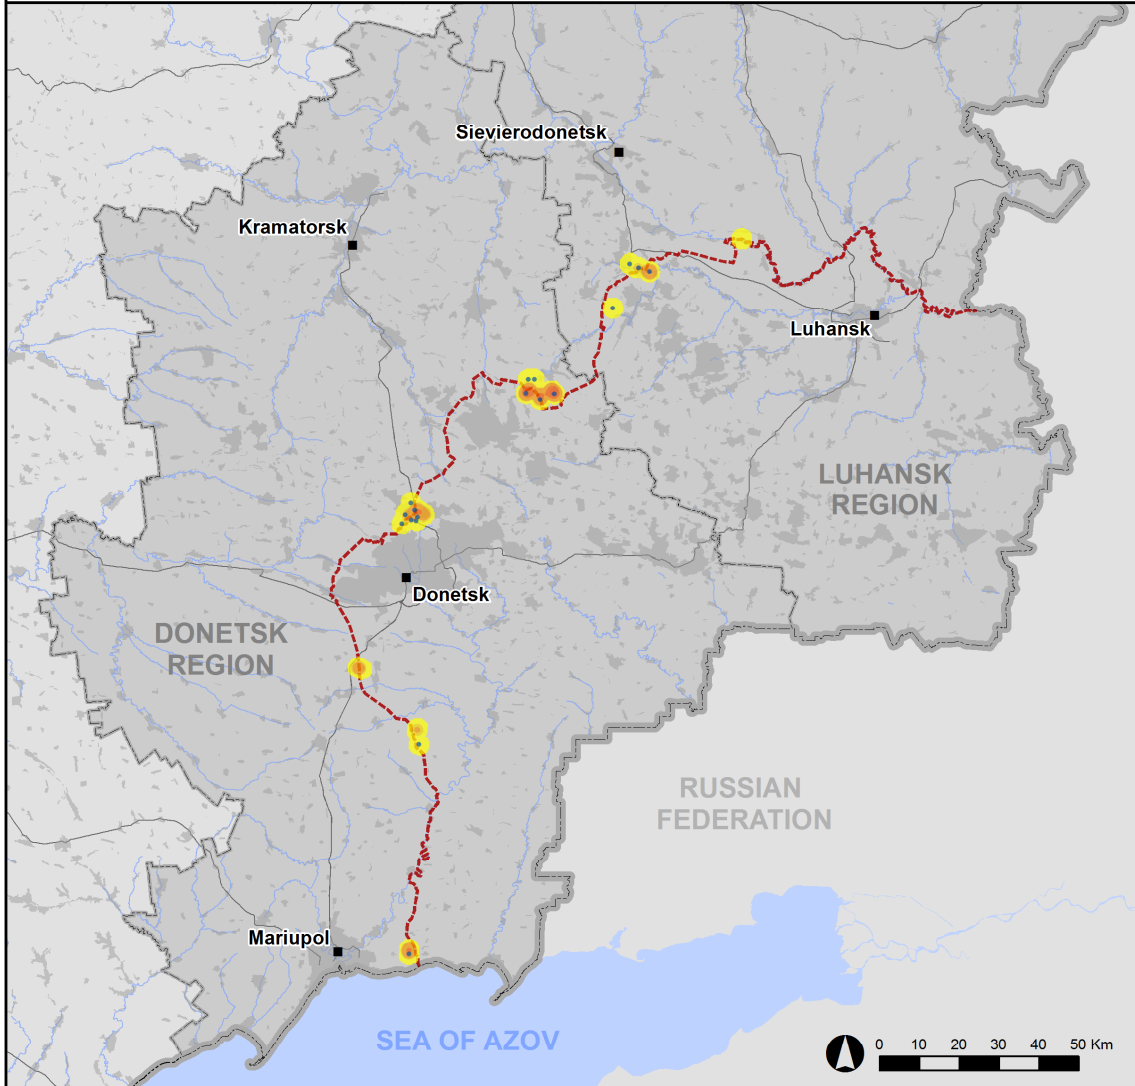 Sievierodonetsk
Kramatorsk
Luhansk
LUHANSK
REGION
Donetsk
DONETSK
REGION
RUSSIAN
FEDERATION
Mariupol
SEA OF AZOV
0 10 20 30 40 50 Km